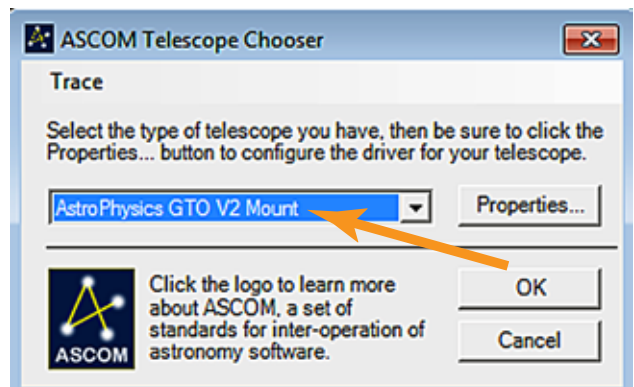 ASCOM Telescope Chooser
Trace
Select the type of telescope you have, then be sure to click the
Properties... button to configure the driver for your telescope.
AstroPhysics GTO V2 Mount
Properties...
Click the logo to learn more
about ASCOM, a set of
standards for inter-operation of
astronomy software.
ASCOM
OK
Cancel